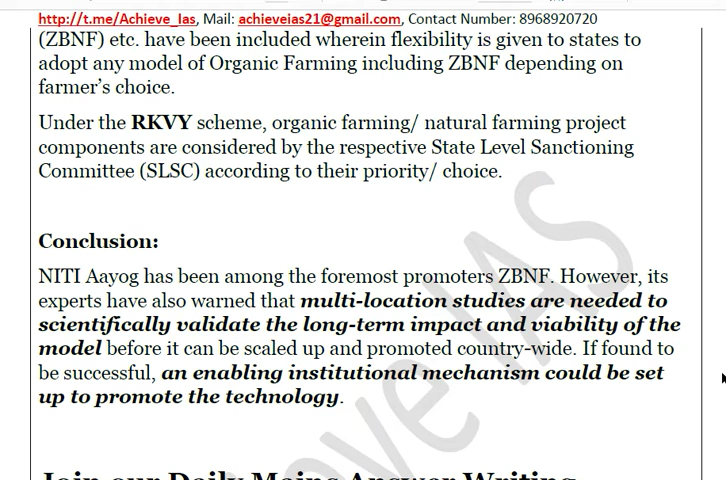 http://t.me/Achieve_Ias, Mail: achieveias21@gmail.com, Contact Number: 8968920720
(ZBNF) etc. have been included wherein flexibility is given to states to
adopt any model of Organic Farming including ZBNF depending on
farmer’s choice.
Under the RKVY scheme, organic farming/ natural farming project
components are considered by the respective State Level Sanctioning
Committee (SLSC) according to their priority/ choice.
Conclusion:
NITI Aayog has been among the foremost promoters ZBNF. However, its
experts have also warned that multi-location studies are needed to
scientifically validate the long-term impact and viability of the
model before it can be scaled up and promoted country-wide. If found to
be successful, an enabling institutional mechanism could be set
up to promote the technology.
Join our Daily Mains Answer Writing